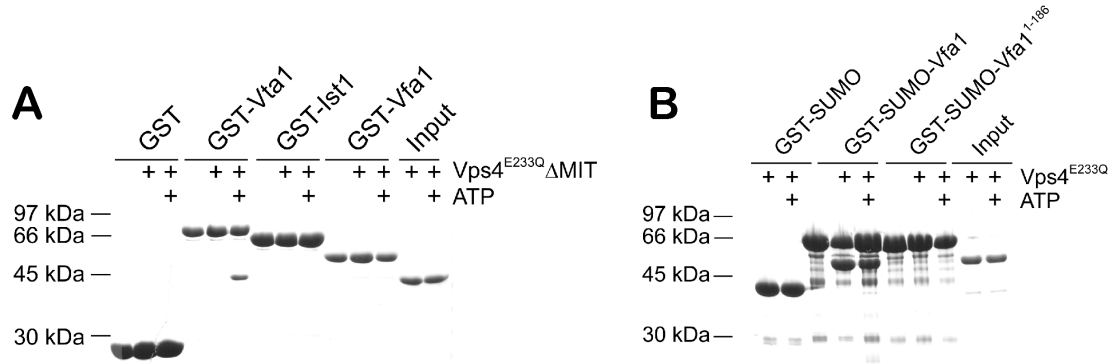 A
GST
GST-Vta1
GST-Ist1
GST-Vfa1
Input
+ + + + + + + + + + Vps4E233QΔMIT
+ + + + + ATP
97 kDa
66 kDa
45 kDa
30 kDa
B
GST-SUMO
GST-SUMO-Vfa1
GST-SUMO-Vfa11-186
Input
+ + + + + + + + Vps4E233Q
+ + + + ATP
97 kDa
66 kDa
45 kDa
30 kDa